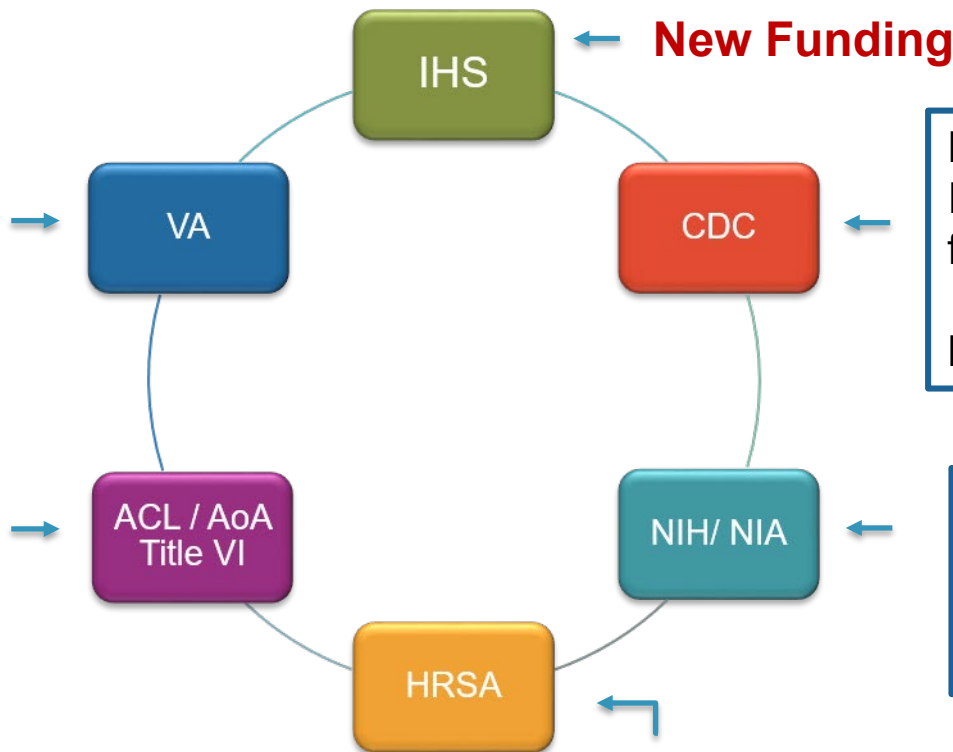 New Funding
IHS
VA
CDC
ACL / AoA
Title VI
NIH/ NIA
HRSA